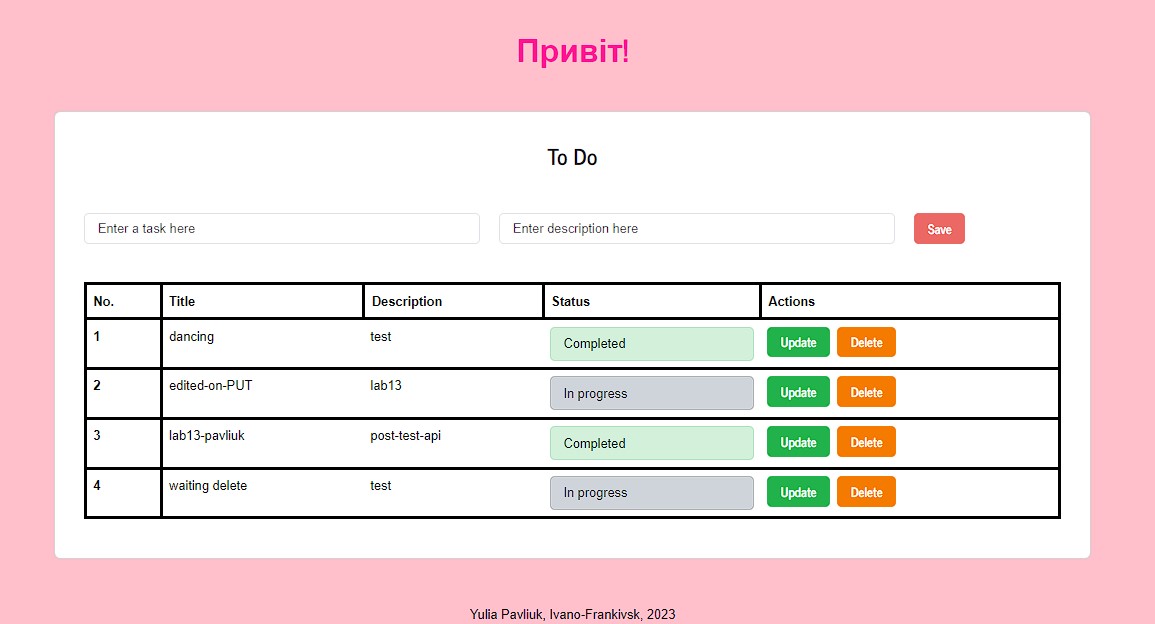 Привіт!
To Do
Enter a task here Enter description here Save
No. Title Description Status Actions
1 dancing test Completed Update Delete
2 edited-on-PUT lab13 In progress Update Delete
3 lab13-pavliuk post-test-api Completed Update Delete
4 waiting delete test In progress Update Delete
Yulia Pavliuk, Ivano-Frankivsk, 2023